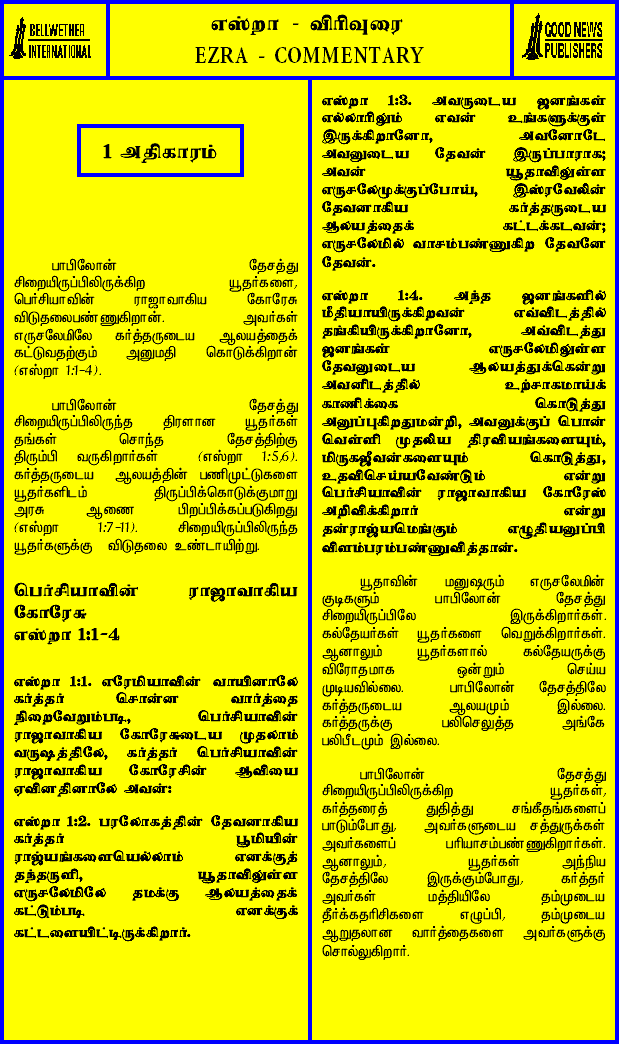 BELLWETHER
INTERNATIONAL
எஸ்றா - விரிவுரை
EZRA - COMMENTARY
GOOD NEWS
PUBLISHERS
1 அதிகாரம்
பாபிலோன் தேசத்து
சிறையிருப்பிலிருக்கிற யூதர்களை,
பெர்சியாவின் ராஜாவாகிய கோரேசு
விடுதலைபண்ணுகிறான். அவர்கள்
எருசலேமிலே கர்த்தருடைய ஆலயத்தைக்
கட்டுவதற்கும் அனுமதி கொடுக்கிறான்
(எஸ்றா 1:1-4).
பாபிலோன் தேசத்து
சிறையிருப்பிலிருந்த திரளான யூதர்கள்
தங்கள் சொந்த தேசத்திற்கு
திரும்பி வருகிறார்கள் (எஸ்றா 1:5,6).
கர்த்தருடைய ஆலயத்தின் பணிமுட்டுகளை
யூதர்களிடம் திருப்பிக்கொடுக்குமாறு
அரசு ஆணை பிறப்பிக்கப்படுகிறது
(எஸ்றா 1:7-11). சிறையிருப்பிலிருந்த
யூதர்களுக்கு விடுதலை உண்டாயிற்று.
பெர்சியாவின் ராஜாவாகிய
கோரேசு
எஸ்றா 1:1-4
எஸ்றா 1:1. எரேமியாவின் வாயினாலே
கர்த்தர் சொன்ன வார்த்தை
நிறைவேறும்படி, பெர்சியாவின்
ராஜாவாகிய கோரேசுடைய முதலாம்
வருஷத்திலே, கர்த்தர் பெர்சியாவின்
ராஜாவாகிய கோரேசின் ஆவியை
ஏவினதினாலே அவன்:
எஸ்றா 1:2. பரலோகத்தின் தேவனாகிய
கர்த்தர் பூமியின்
ராஜ்யங்களையெல்லாம் எனக்குத்
தந்தருளி, யூதாவிலுள்ள
எருசலேமிலே தமக்கு ஆலயத்தைக்
கட்டும்படி எனக்குக்
கட்டளையிட்டிருக்கிறார்.
எஸ்றா 1:3. அவருடைய ஜனங்கள்
எல்லாரிலும் எவன் உங்களுக்குள்
இருக்கிறானோ, அவனோடே
அவனுடைய தேவன் இருப்பாராக;
அவன் யூதாவிலுள்ள
எருசலேமுக்குப்போய், இஸ்ரவேலின்
தேவனாகிய கர்த்தருடைய
ஆலயத்தைக் கட்டக்கடவன்;
எருசலேமில் வாசம்பண்ணுகிற தேவனே
தேவன்.
எஸ்றா 1:4. அந்த ஜனங்களில்
மீதியாயிருக்கிறவன் எவ்விடத்தில்
தங்கியிருக்கிறானோ, அவ்விடத்து
ஜனங்கள் எருசலேமிலுள்ள
தேவனுடைய ஆலயத்துக்கென்று
அவனிடத்தில் உற்சாகமாய்க்
காணிக்கை கொடுத்து
அனுப்புகிறதுமன்றி, அவனுக்குப் பொன்
வெள்ளி முதலிய திரவியங்களையும்,
மிருகஜீவன்களையும் கொடுத்து,
உதவிசெய்யவேண்டும் என்று
பெர்சியாவின் ராஜாவாகிய கோரேஸ்
அறிவிக்கிறார் என்று
தன்ராஜ்யமெங்கும் எழுதியனுப்பி
விளம்பரம்பண்ணுவித்தான்.
யூதாவின் மனுஷரும் எருசலேமின்
குடிகளும் பாபிலோன் தேசத்து
சிறையிருப்பிலே இருக்கிறார்கள்.
கல்தேயர்கள் யூதர்களை வெறுக்கிறார்கள்.
ஆனாலும் யூதர்களால் கல்தேயருக்கு
விரோதமாக ஒன்றும் செய்ய
முடியவில்லை. பாபிலோன் தேசத்திலே
கர்த்தருடைய ஆலயமும் இல்லை.
கர்த்தருக்கு பலிசெலுத்த அங்கே
பலிபீடமும் இல்லை.
பாபிலோன் தேசத்து
சிறையிருப்பிலிருக்கிற யூதர்கள்,
கர்த்தரைத் துதித்து சங்கீதங்களைப்
பாடும்போது, அவர்களுடைய சத்துருக்கள்
அவர்களைப் பரியாசம்பண்ணுகிறார்கள்.
ஆனாலும், யூதர்கள் அந்நிய
தேசத்திலே இருக்கும்போது, கர்த்தர்
அவர்கள் மத்தியிலே தம்முடைய
தீர்க்கதரிசிகளை எழுப்பி, தம்முடைய
ஆறுதலான வார்த்தைகளை அவர்களுக்கு
சொல்லுகிறார்.